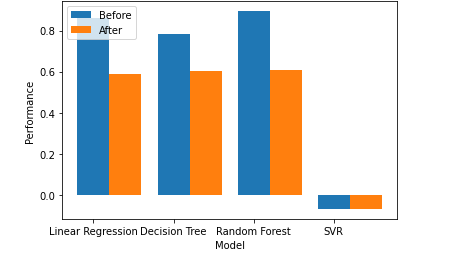 Before
After
0.8
0.6
0.4
0.2
0.0
Performance
Linear Regression Decision Tree Random Forest SVR
Model